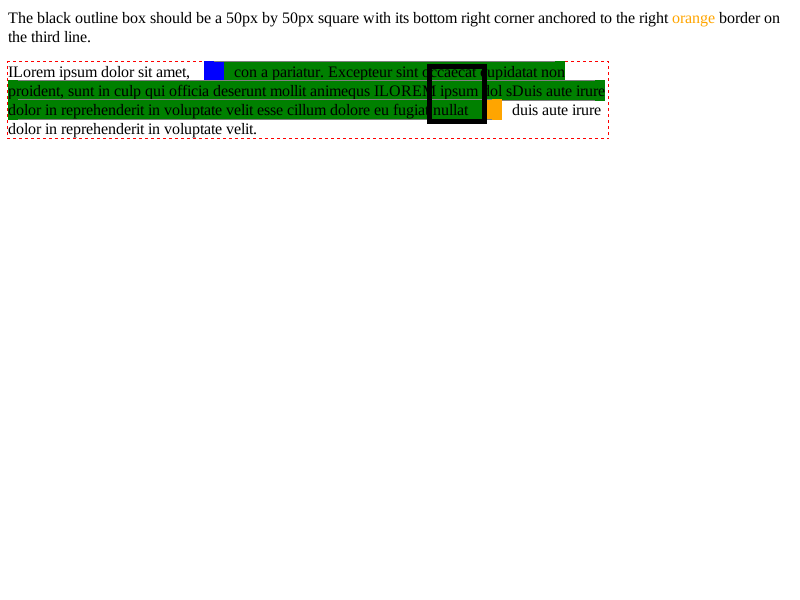 The black outline box should be a 50px by 50px square with its bottom right corner anchored to the right orange border on
the third line.
ILorem ipsum dolor sit amet, con a pariatur. Excepteur sint occaecat cupidatat non
proident, sunt in culp qui officia deserunt mollit animequs ILOREM ipsum dol sDuis aute irure
dolor in reprehenderit in voluptate velit esse cillum dolore eu fugiat nullat duis aute irure
dolor in reprehenderit in voluptate velit.